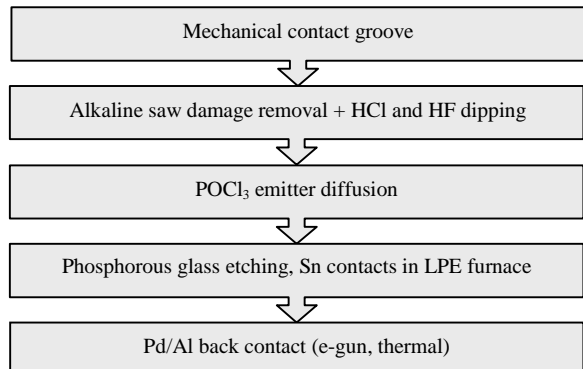 Mechanical contact groove
Alkaline saw damage removal + HCl and HF dipping
POCl₃ emitter diffusion
Phosphorous glass etching, Sn contacts in LPE furnace
Pd/Al back contact (e-gun, thermal)